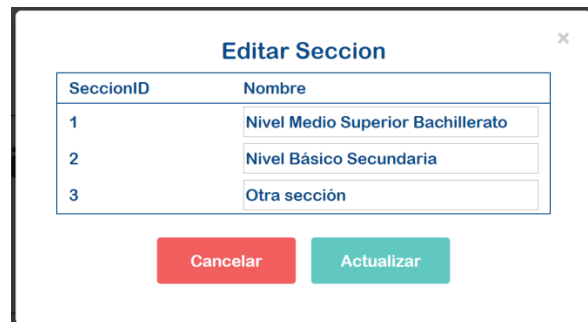 Editar Seccion
SeccionID Nombre
1 Nivel Medio Superior Bachillerato
2 Nivel Básico Secundaria
3 Otra sección
Cancelar Actualizar